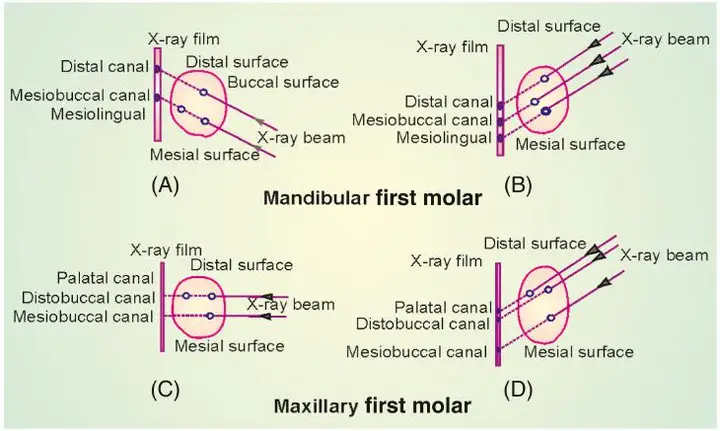 X-ray film
Distal canal
Distal surface
Buccal surface
Mesiobuccal canal
Mesiolingual
X-ray beam
Mesial surface
(A)
Distal surface
X-ray film
X-ray beam
Distal canal
Mesiobuccal canal
Mesiolingual
Mesial surface
(B)
Mandibular first molar
X-ray film
Distal surface
Palatal canal
Distobuccal canal
X-ray beam
Mesiobuccal canal
Mesial surface
(C)
Distal surface
X-ray film
X-ray beam
Palatal canal
Distobuccal canal
Mesiobuccal canal
Mesial surface
(D)
Maxillary first molar